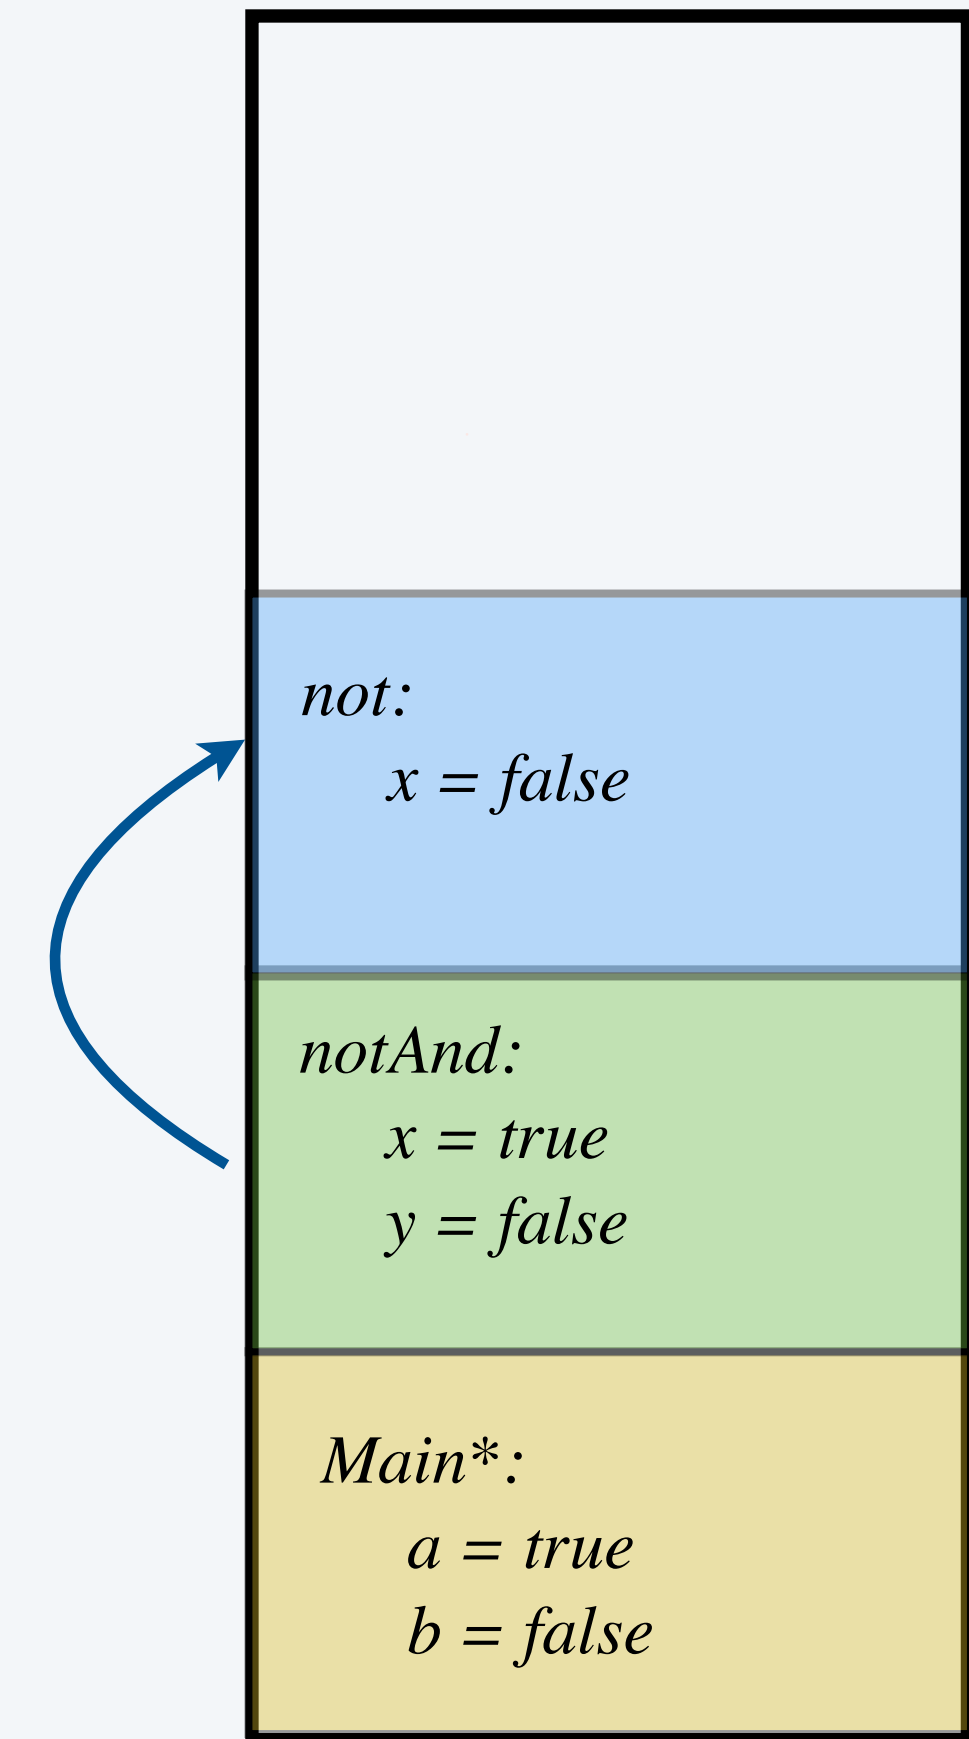 not:
x = false
notAnd:
x = true
y = false
Main*:
a = true
b = false